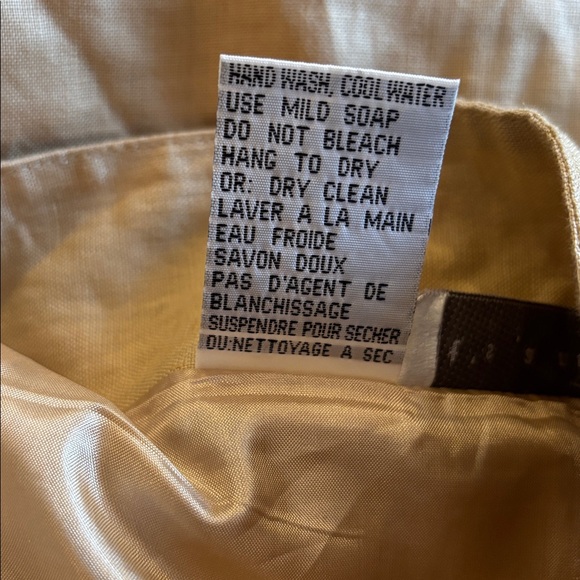 HAND WASH, COOL WATER
USE MILD SOAP
DO NOT BLEACH
HANG TO DRY
OR: DRY CLEAN
LAVER A LA MAIN
EAU FROIDE
SAVON DOUX
PAS D'AGENT DE
BLANCHISSAGE
SUSPENDRE POUR SECHER
OU:NETTOYAGE A SEC